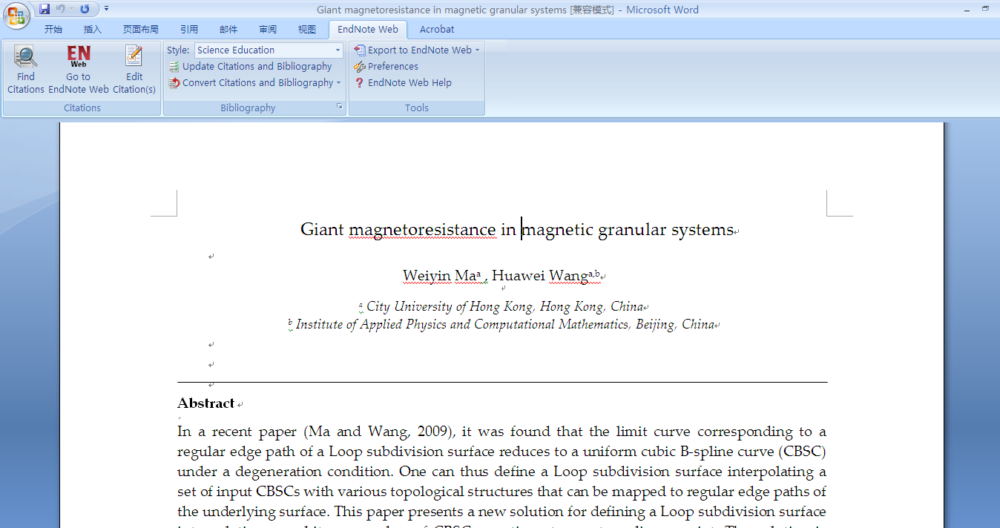 Giant magnetoresistance in magnetic granular systems [兼容模式] - Microsoft Word
开始 插入 页面布局 引用 邮件 审阅 视图 EndNote Web Acrobat
Find Citations
Go to EndNote Web
Edit Citation(s)
Citations
Style: Science Education
Update Citations and Bibliography
Convert Citations and Bibliography
Bibliography
Export to EndNote Web
Preferences
EndNote Web Help
Tools
EN
Web
Giant magnetoresistance in magnetic granular systems
Weiyin Maᵃ , Huawei Wangᵃ,ᵇ
ᵃ City University of Hong Kong, Hong Kong, China
ᵇ Institute of Applied Physics and Computational Mathematics, Beijing, China
Abstract
In a recent paper (Ma and Wang, 2009), it was found that the limit curve corresponding to a
regular edge path of a Loop subdivision surface reduces to a uniform cubic B-spline curve (CBSC)
under a degeneration condition. One can thus define a Loop subdivision surface interpolating a
set of input CBSCs with various topological structures that can be mapped to regular edge paths of
the underlying surface. This paper presents a new solution for defining a Loop subdivision surface